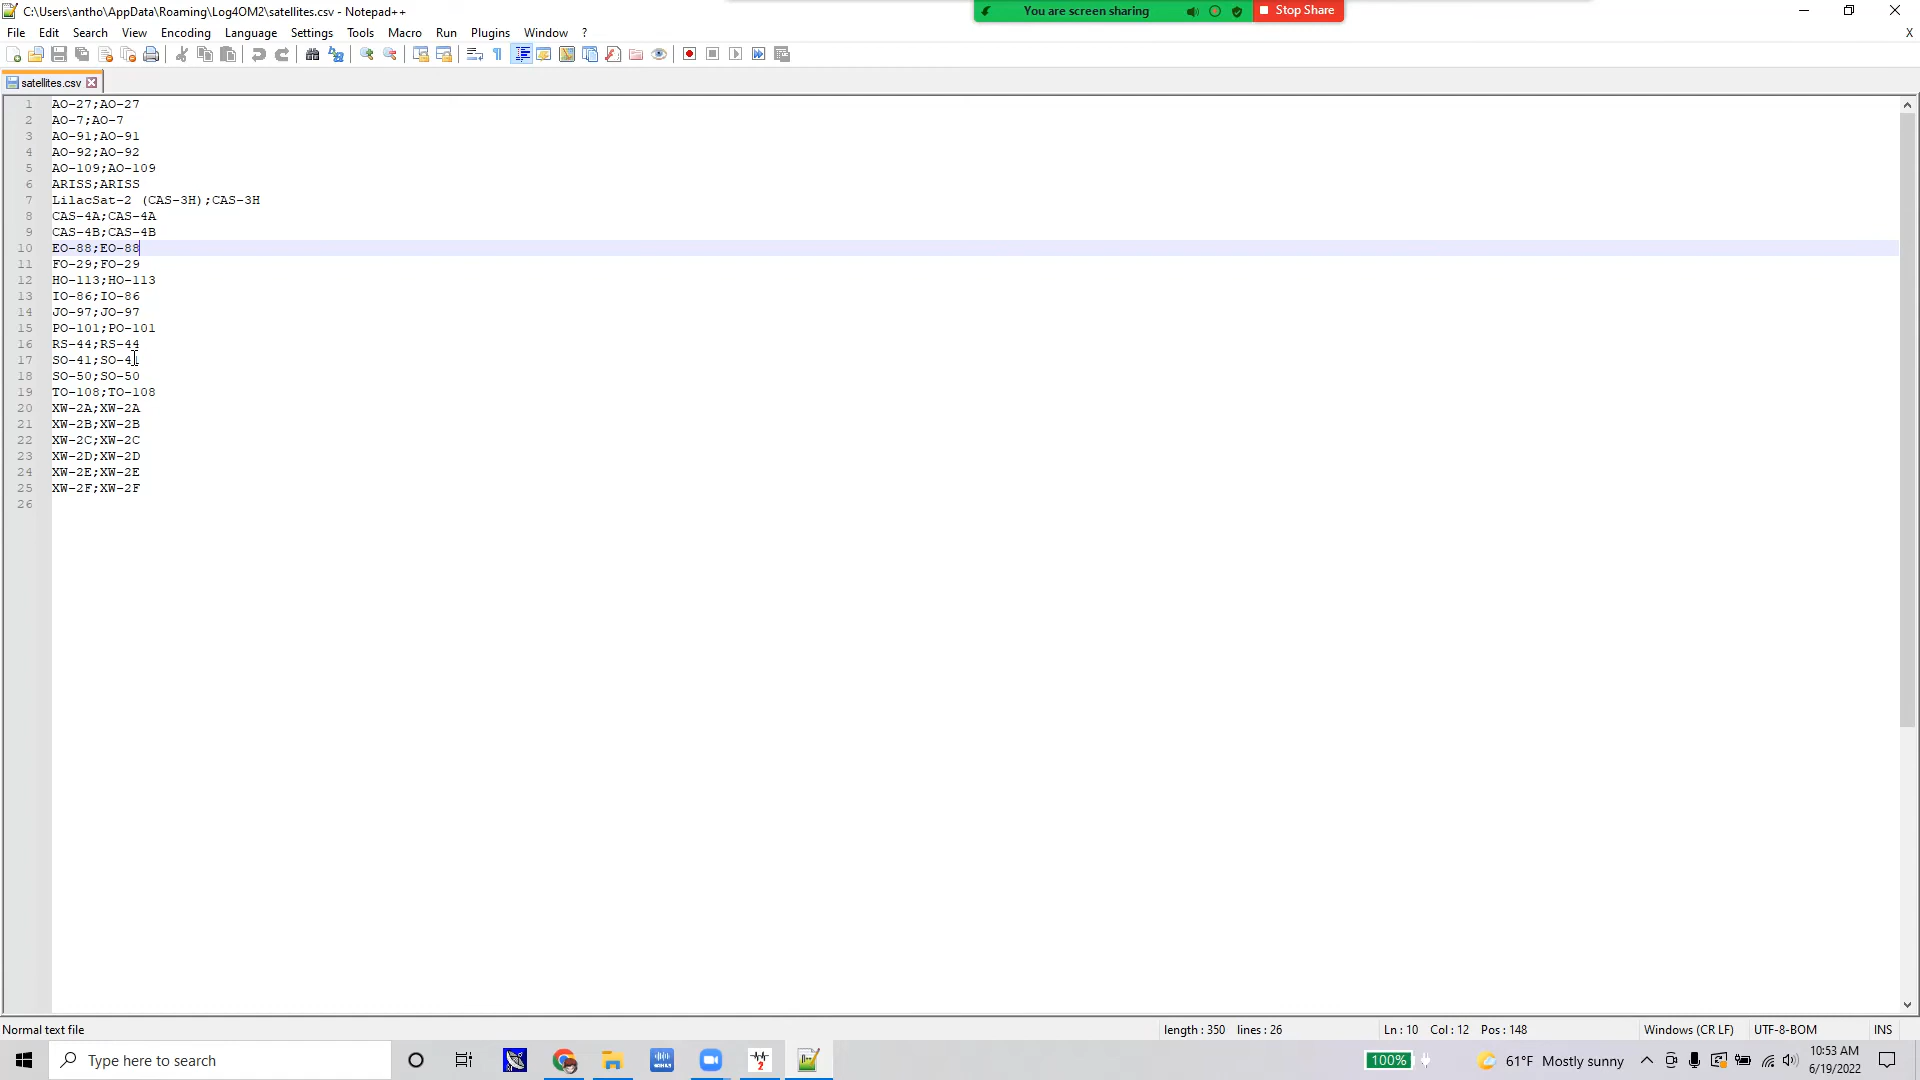 C:\Users\antho\AppData\Roaming\Log4OM2\satellites.csv - Notepad++
You are screen sharing
Stop Share
File Edit Search View Encoding Language Settings Tools Macro Run Plugins Window ? X
satellites.csv
1 AO-27;AO-27
2 AO-7;AO-7
3 AO-91;AO-91
4 AO-92;AO-92
5 AO-109;AO-109
6 ARISS;ARISS
7 LilacSat-2 (CAS-3H);CAS-3H
8 CAS-4A;CAS-4A
9 CAS-4B;CAS-4B
10 EO-88;EO-88
11 FO-29;FO-29
12 HO-113;HO-113
13 IO-86;IO-86
14 JO-97;JO-97
15 PO-101;PO-101
16 RS-44;RS-44
17 SO-41;SO-41
18 SO-50;SO-50
19 TO-108;TO-108
20 XW-2A;XW-2A
21 XW-2B;XW-2B
22 XW-2C;XW-2C
23 XW-2D;XW-2D
24 XW-2E;XW-2E
25 XW-2F;XW-2F
26
Normal text file length : 350 lines : 26 Ln : 10 Col : 12 Pos : 148 Windows (CR LF) UTF-8-BOM INS
Type here to search
2
100%
61°F Mostly sunny
10:53 AM
6/19/2022